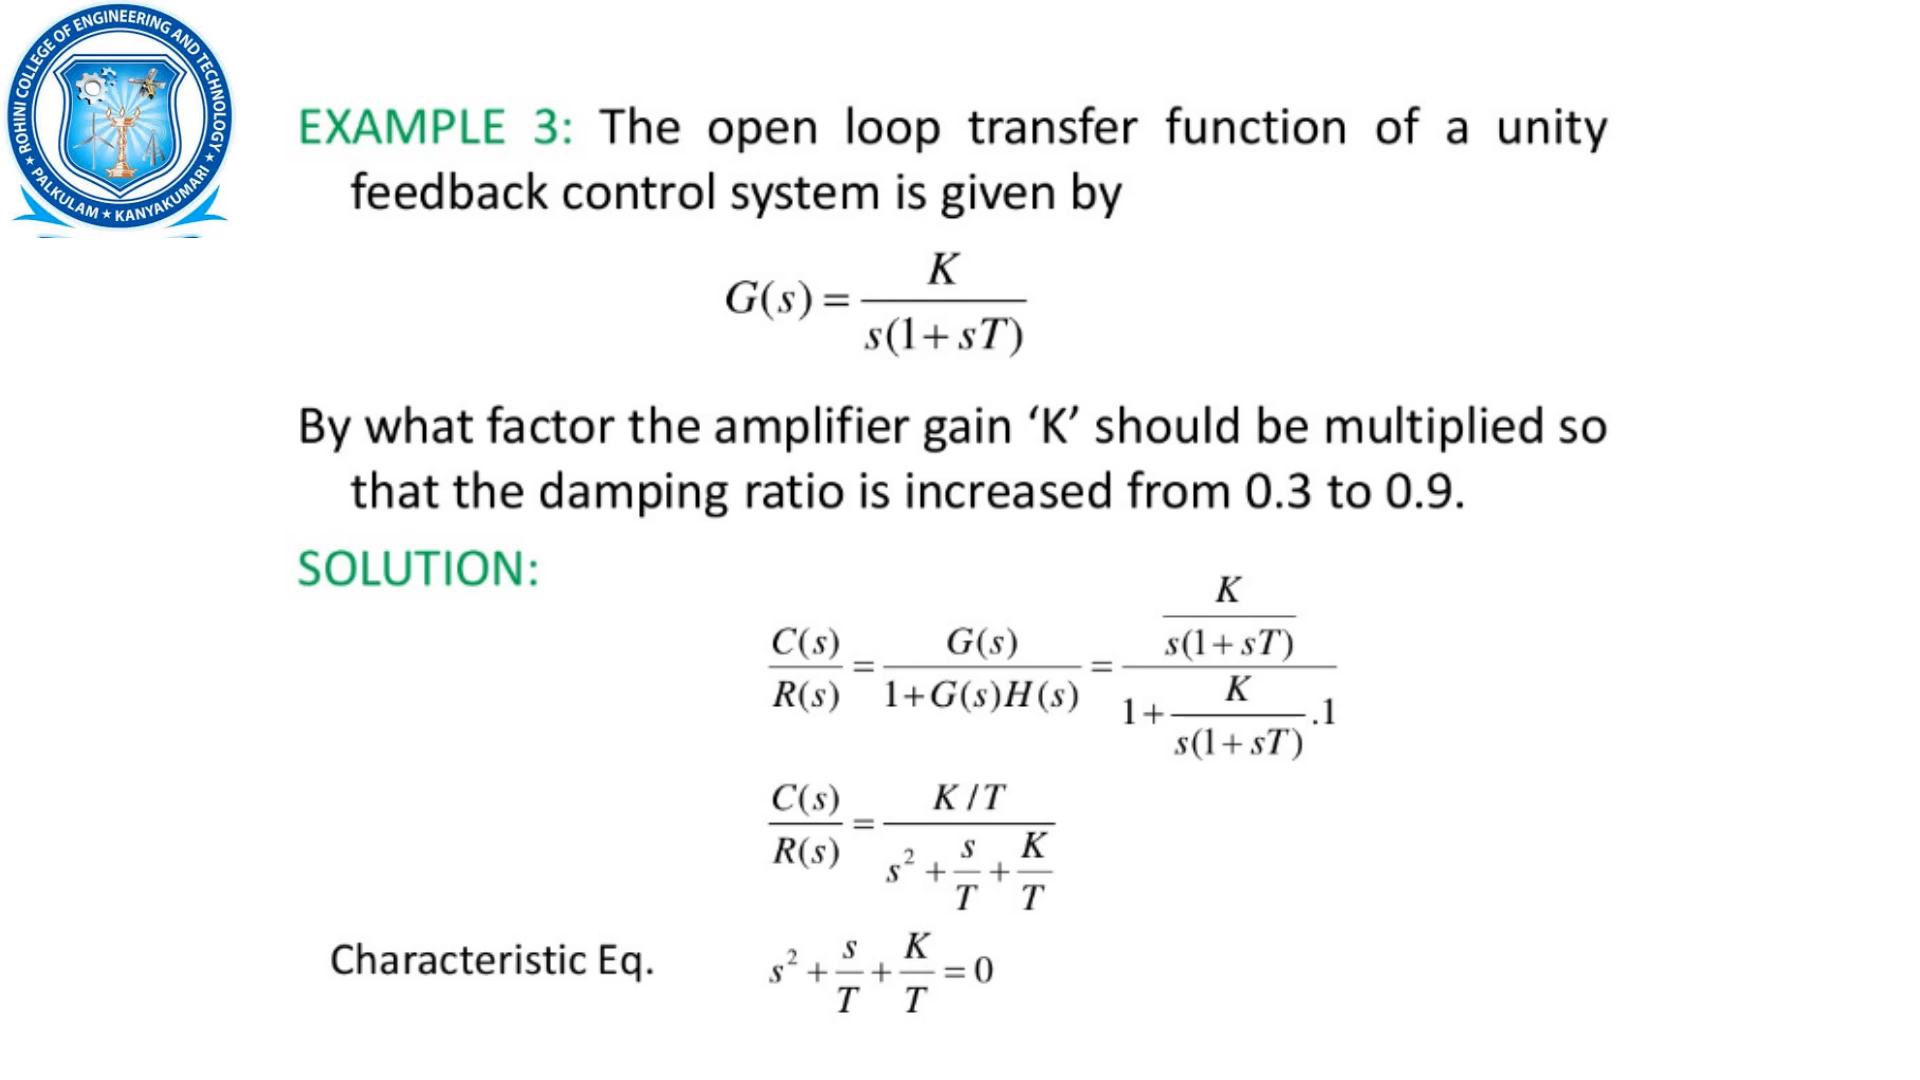 ROHINI COLLEGE OF ENGINEERING AND TECHNOLOGY
★ PALKULAM ★ KANYAKUMARI ★
EXAMPLE 3: The open loop transfer function of a unity
feedback control system is given by
G(s) = K / s(1+sT)
By what factor the amplifier gain ‘K’ should be multiplied so
that the damping ratio is increased from 0.3 to 0.9.
SOLUTION:
C(s)/R(s) = G(s)/(1+G(s)H(s)) = (K/s(1+sT)) / (1+ K/s(1+sT) .1)
C(s)/R(s) = (K/T) / (s² + s/T + K/T)
Characteristic Eq. s² + s/T + K/T = 0